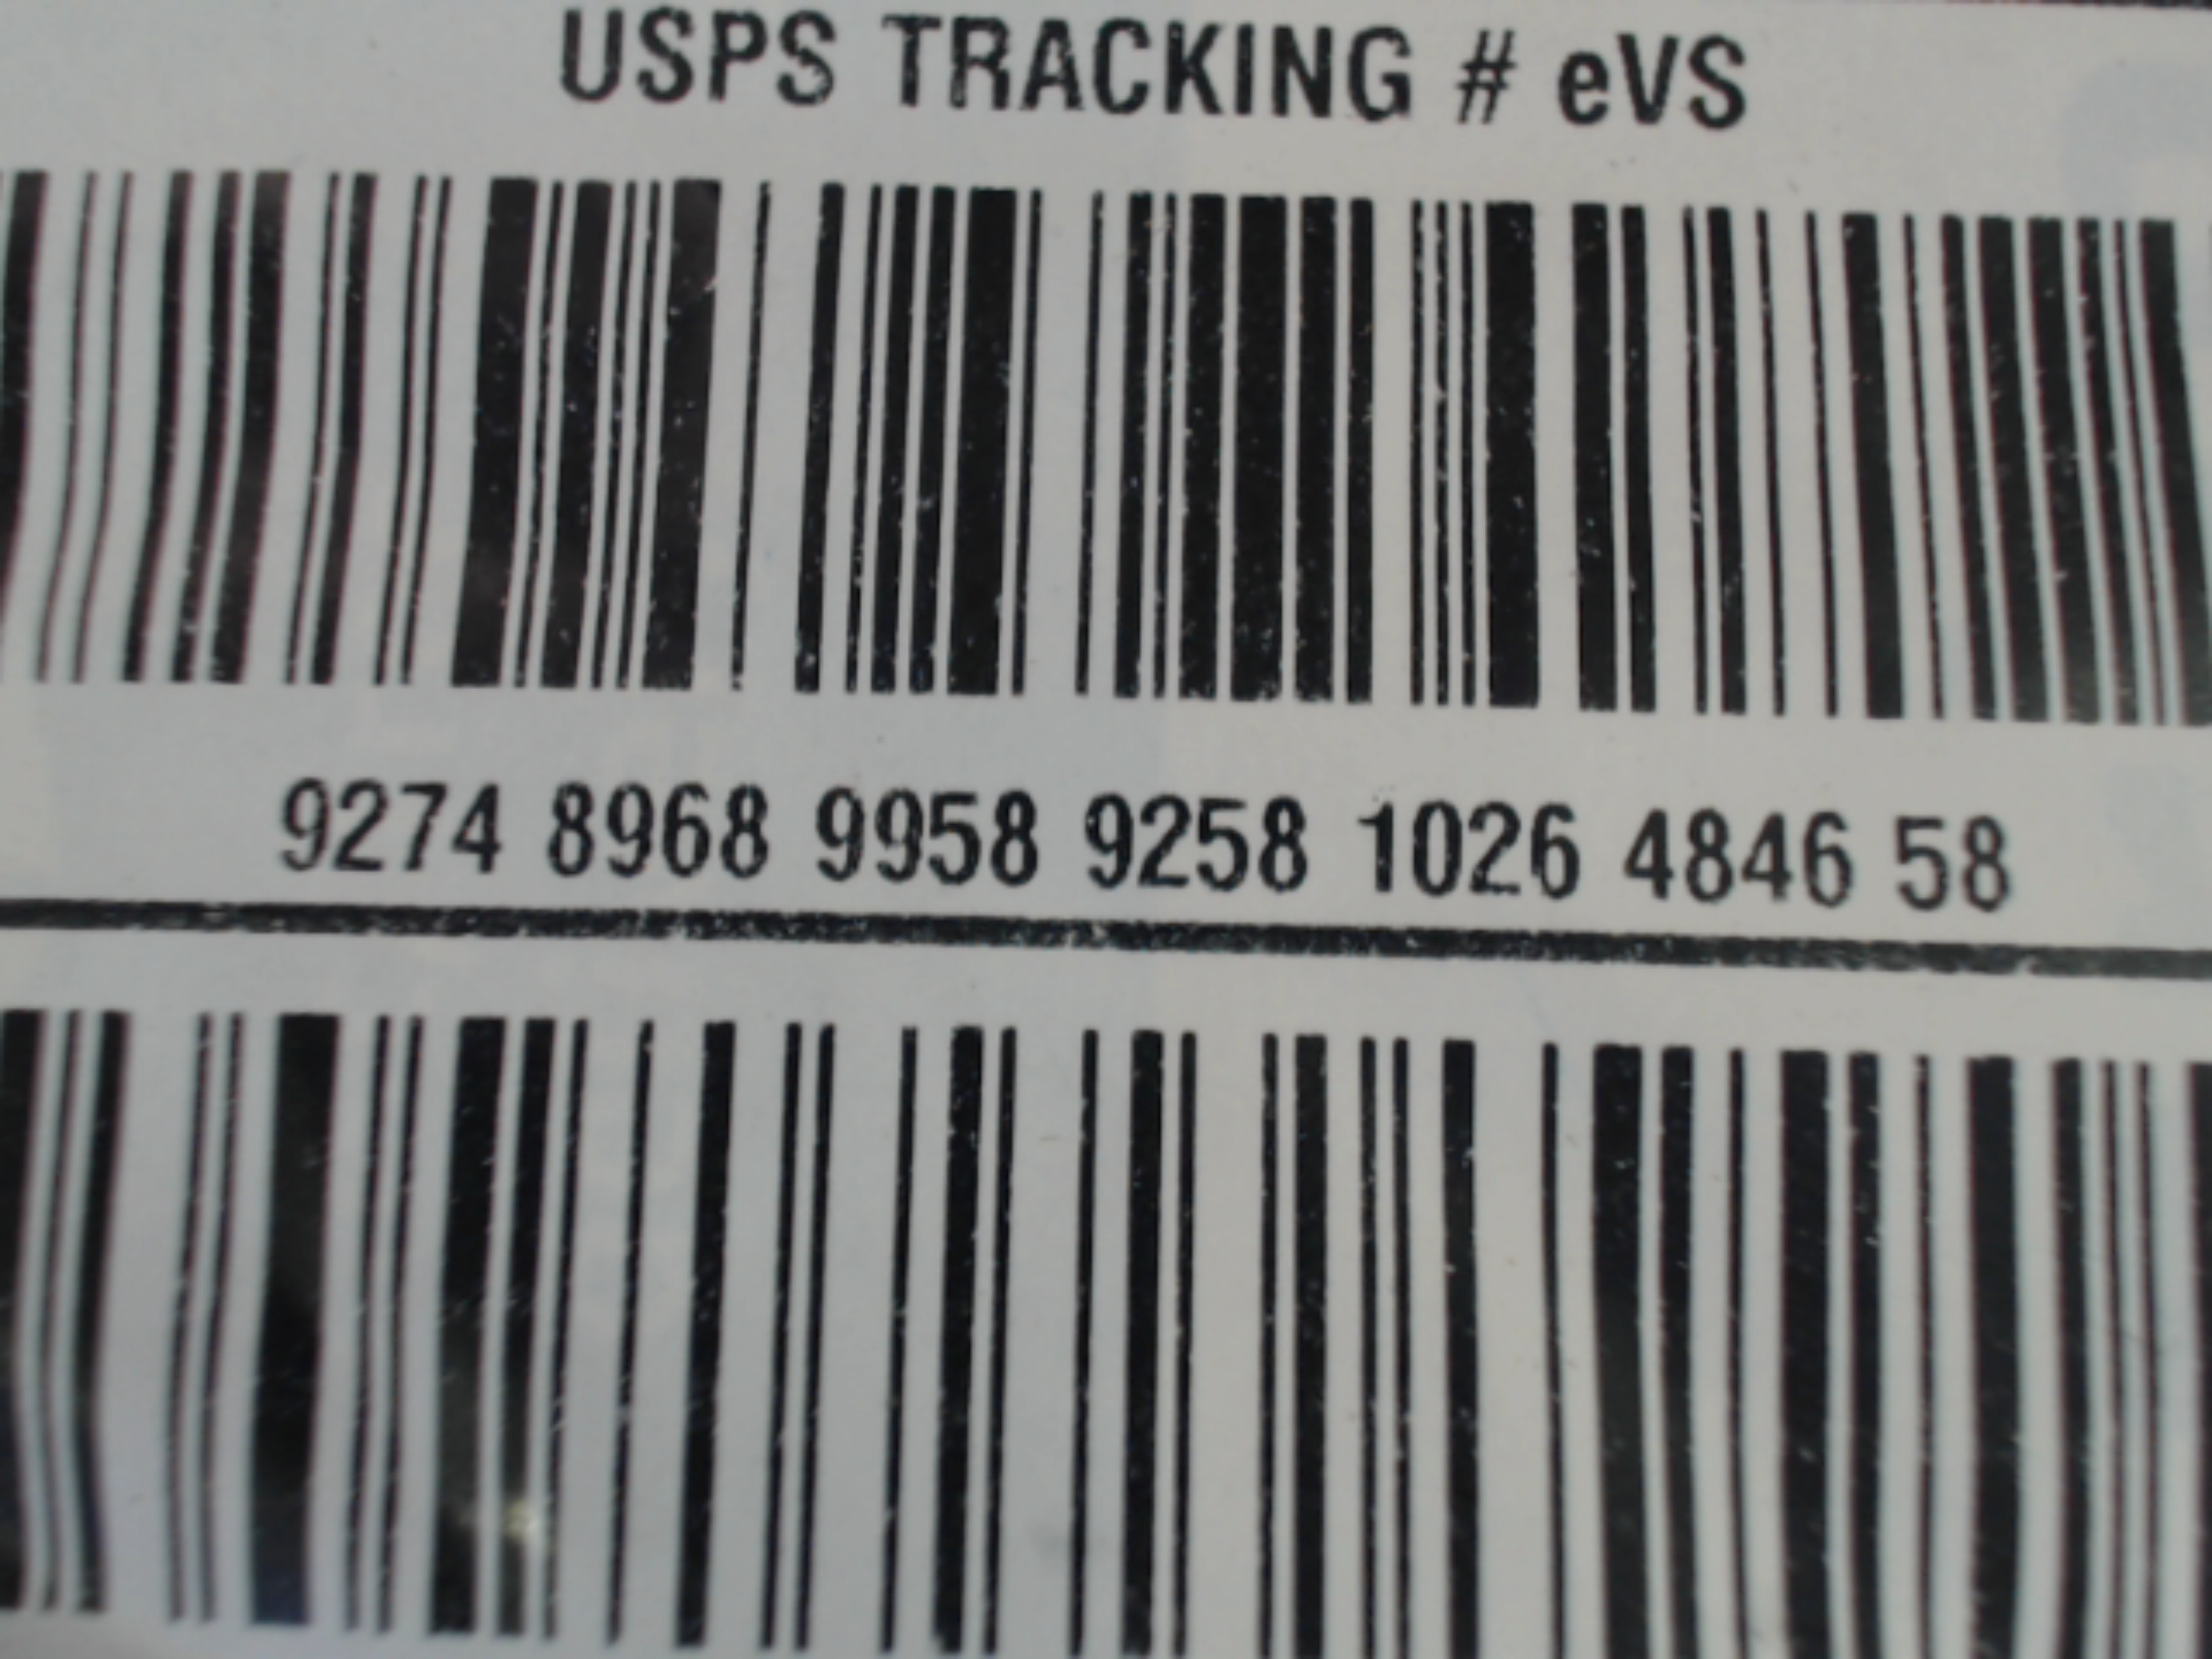 USPS TRACKING # eVS
9274 8968 9958 9258 1026 4846 58